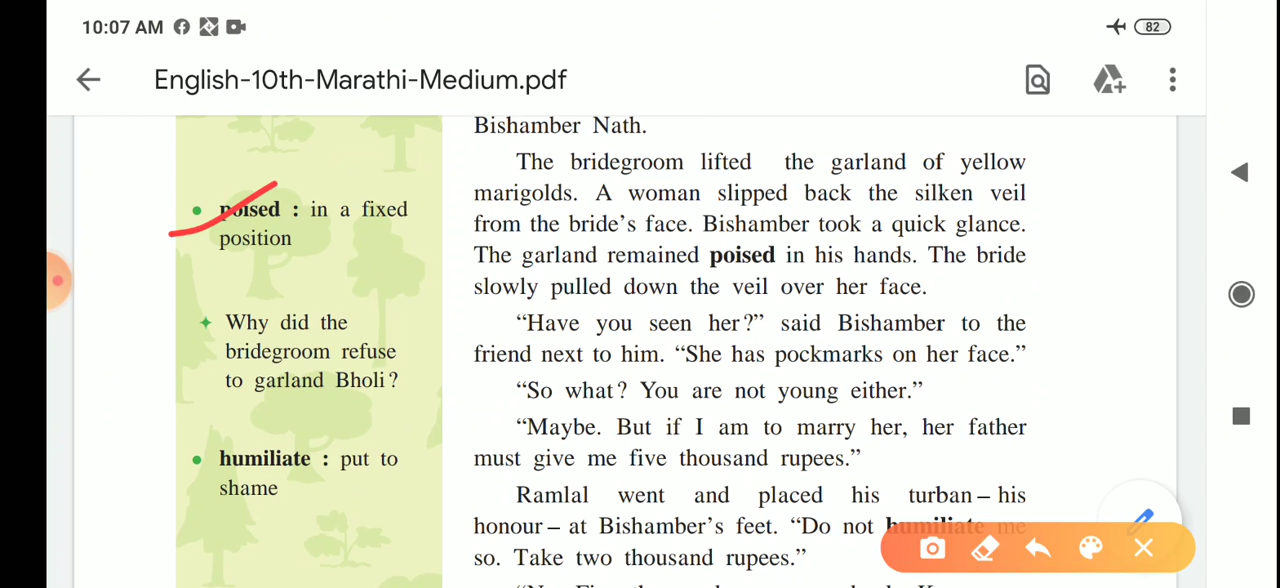 10:07 AM
82
English-10th-Marathi-Medium.pdf
• poised : in a fixed
position
Why did the
bridegroom refuse
to garland Bholi?
• humiliate : put to
shame
Bishamber Nath.
The bridegroom lifted the garland of yellow
marigolds. A woman slipped back the silken veil
from the bride's face. Bishamber took a quick glance.
The garland remained poised in his hands. The bride
slowly pulled down the veil over her face.
“Have you seen her?” said Bishamber to the
friend next to him. “She has pockmarks on her face.”
“So what? You are not young either.”
“Maybe. But if I am to marry her, her father
must give me five thousand rupees.”
Ramlal went and placed his turban – his
honour – at Bishamber's feet. “Do not humiliate me
so. Take two thousand rupees.”